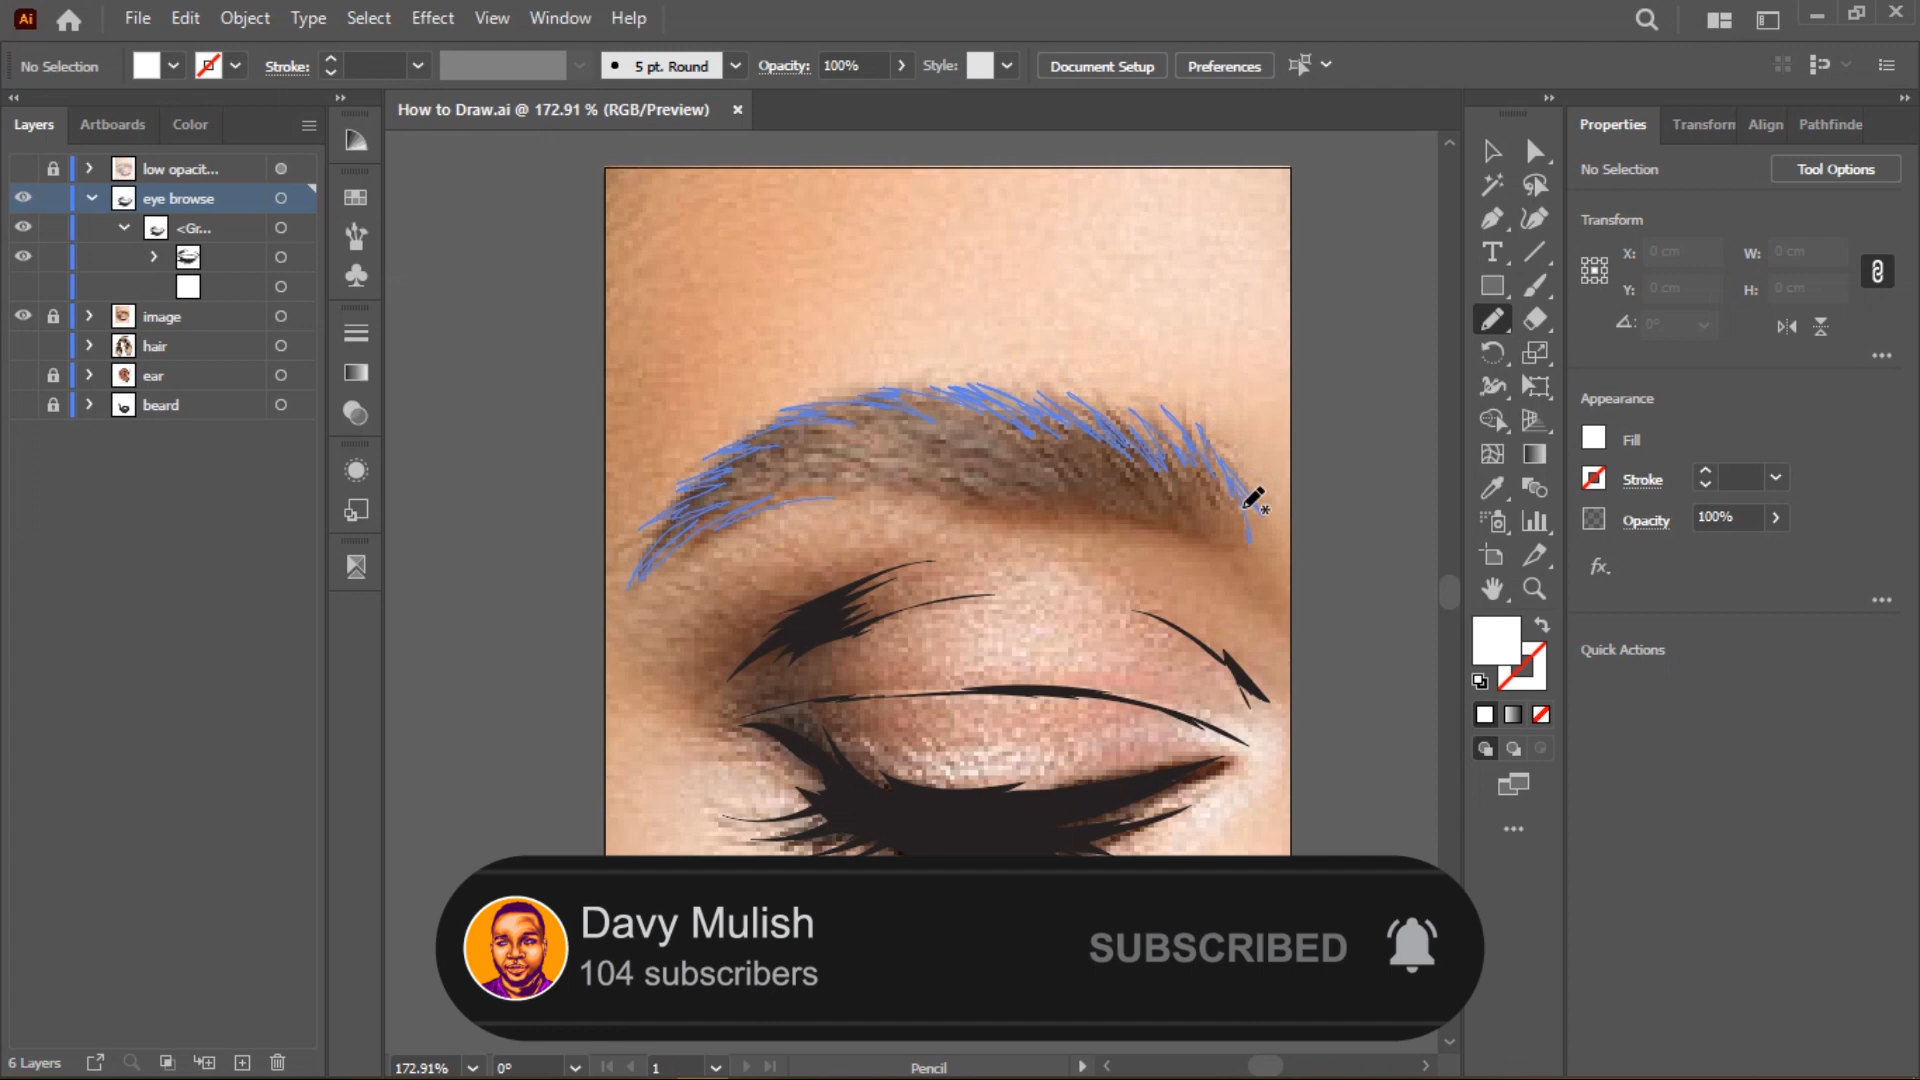 Ai File Edit Object Type Select Effect View Window Help
No Selection Stroke: 5 pt. Round Opacity: 100% Style: Document Setup Preferences
Layers Artboards Color
How to Draw.ai @ 172.91 % (RGB/Preview)
Properties Transform Align Pathfinde
low opacit...
eye browse
<Gr...
image
hair
ear
beard
No Selection Tool Options
Transform
X: 0 cm W: 0 cm
Y: 0 cm H: 0 cm
0°
Appearance
Fill
Stroke
Opacity 100%
fx
Quick Actions
Davy Mulish
104 subscribers
SUBSCRIBED
6 Layers
172.91% 0° 1 Pencil